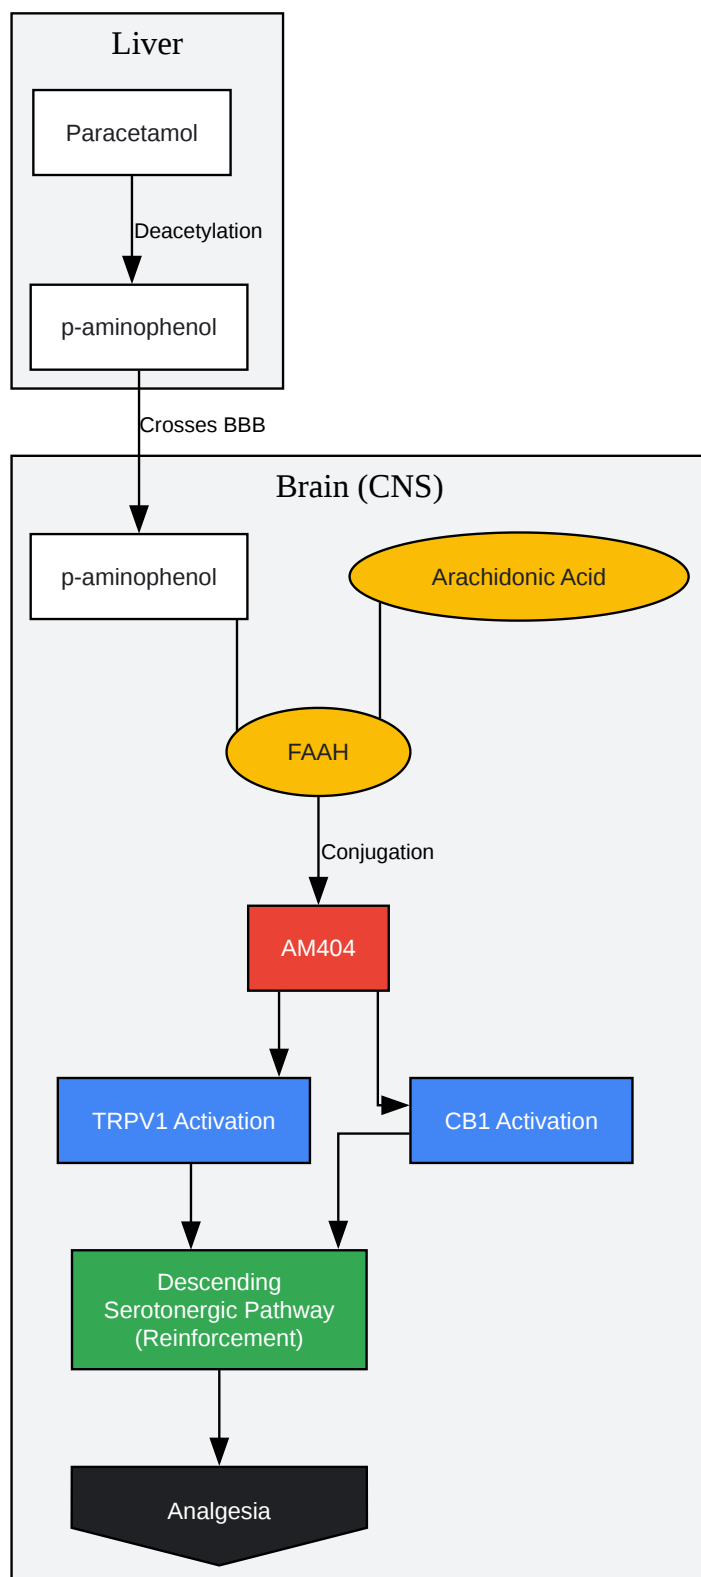 Liver
Paracetamol
Deacetylation
p-aminophenol
Crosses BBB
Brain (CNS)
p-aminophenol
Arachidonic Acid
FAAH
Conjugation
AM404
TRPV1 Activation
CB1 Activation
Descending
Serotonergic Pathway
(Reinforcement)
Analgesia